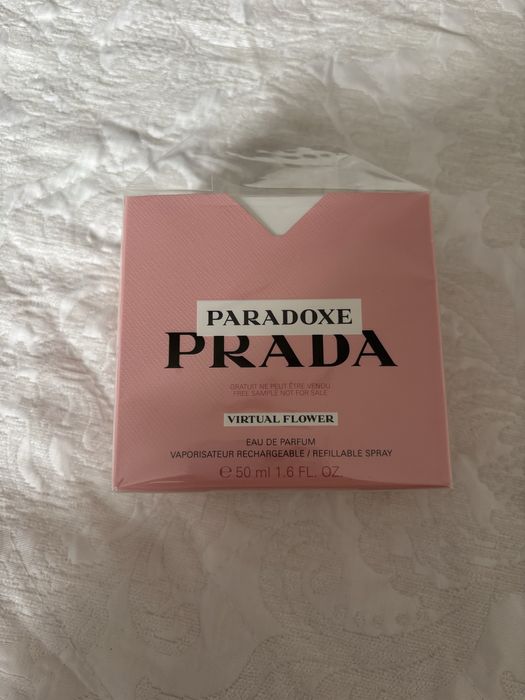 PARADOXE
PRADA
GRATUIT NE PEUT ÊTRE VENDU
FREE SAMPLE NOT FOR SALE
VIRTUAL FLOWER
EAU DE PARFUM
VAPORISATEUR RECHARGEABLE / REFILLABLE SPRAY
℮ 50 ml 1.6 FL. OZ.